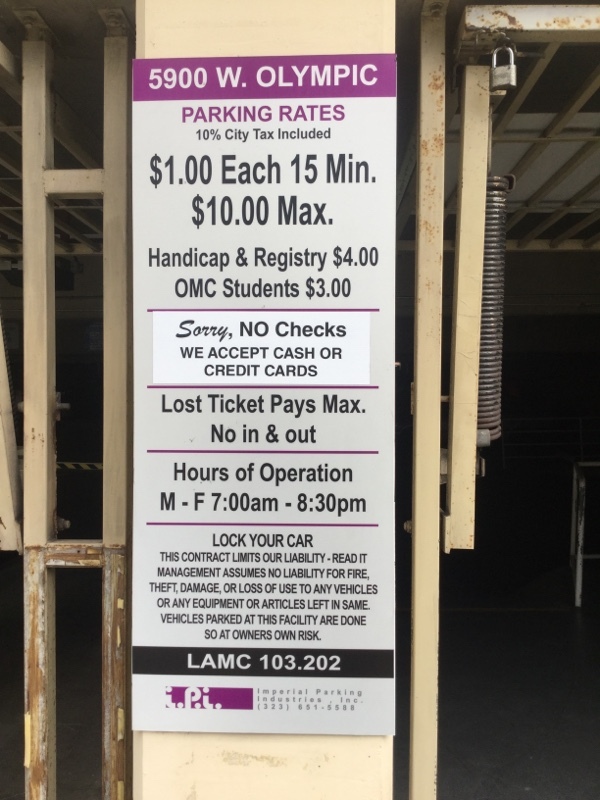 5900 W. OLYMPIC
PARKING RATES
10% City Tax Included
$1.00 Each 15 Min.
$10.00 Max.
Handicap & Registry $4.00
OMC Students $3.00
Sorry, NO Checks
WE ACCEPT CASH OR
CREDIT CARDS
Lost Ticket Pays Max.
No in & out
Hours of Operation
M - F 7:00am - 8:30pm
LOCK YOUR CAR
THIS CONTRACT LIMITS OUR LIABILITY - READ IT
MANAGEMENT ASSUMES NO LIABILITY FOR FIRE,
THEFT, DAMAGE, OR LOSS OF USE TO ANY VEHICLES
OR ANY EQUIPMENT OR ARTICLES LEFT IN SAME.
VEHICLES PARKED AT THIS FACILITY ARE DONE
SO AT OWNERS OWN RISK.
LAMC 103.202
i.p.i.
Imperial Parking
Industries, Inc.
(323) 651-5588